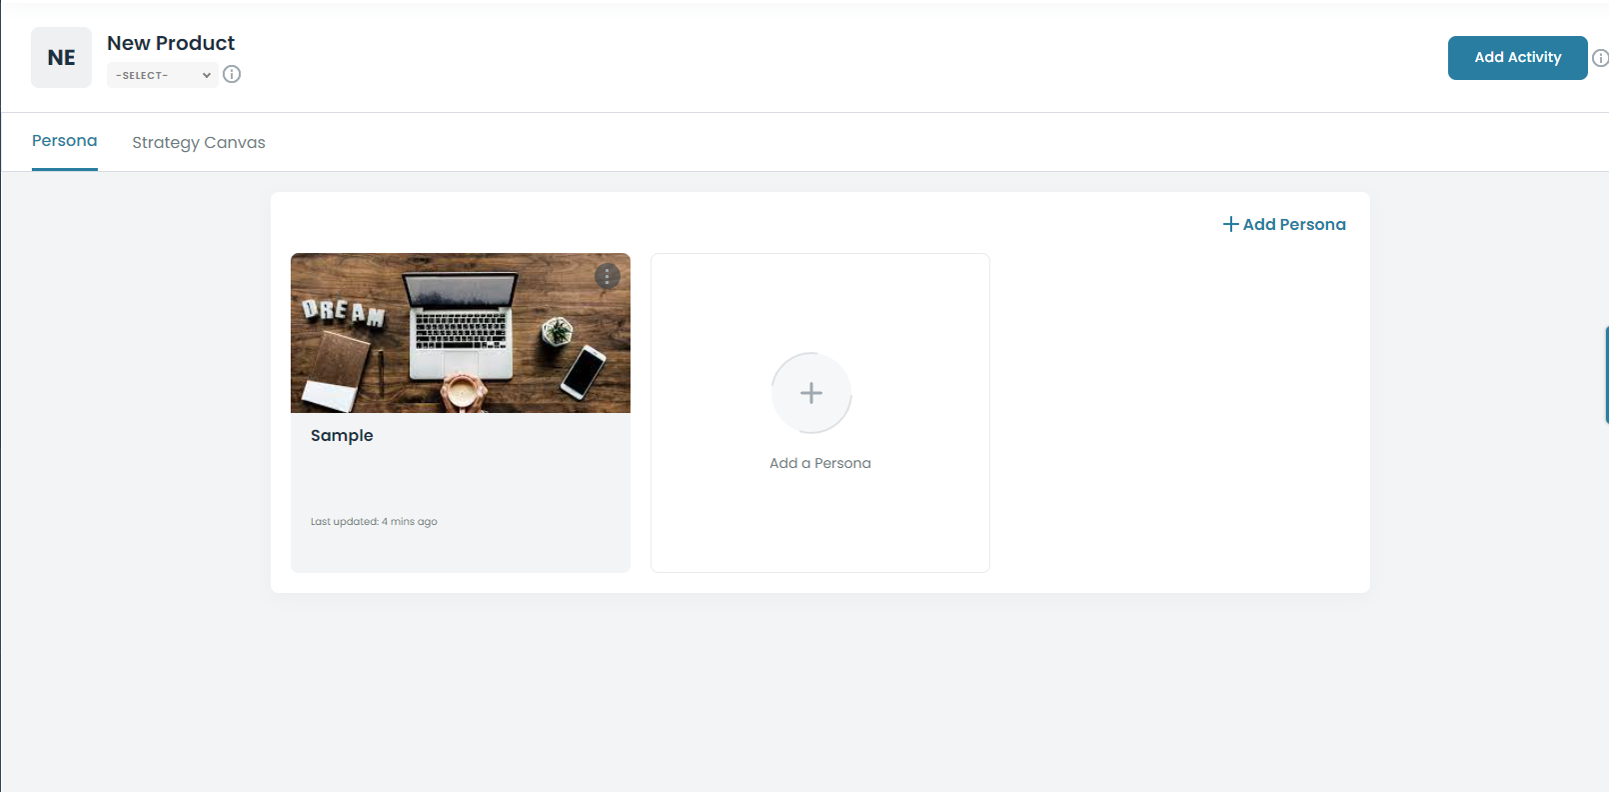 NE
New Product
-SELECT-
Add Activity
Persona
Strategy Canvas
Add Persona
DREAM
Sample
Last updated: 4 mins ago
Add a Persona